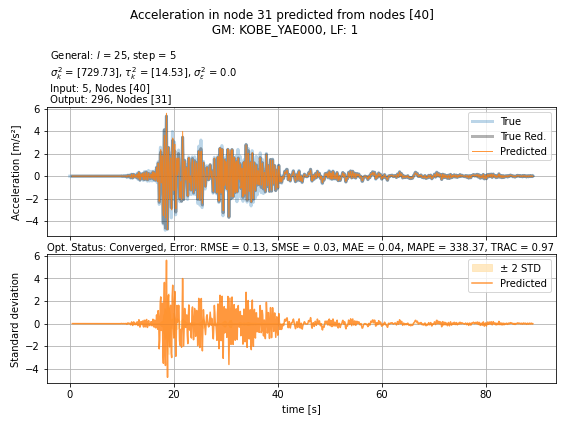 Acceleration in node 31 predicted from nodes [40]
GM: KOBE_YAE000, LF: 1
General: l = 25, step = 5
σ²ₖ = [729.73], τ²ₖ = [14.53], σ²ε = 0.0
Input: 5, Nodes [40]
Output: 296, Nodes [31]
Acceleration [m/s²]
6
4
2
0
−2
−4
True
True Red.
Predicted
Opt. Status: Converged, Error: RMSE = 0.13, SMSE = 0.03, MAE = 0.04, MAPE = 338.37, TRAC = 0.97
Standard deviation
6
4
2
0
−2
−4
± 2 STD
Predicted
0 20 40 60 80
time [s]